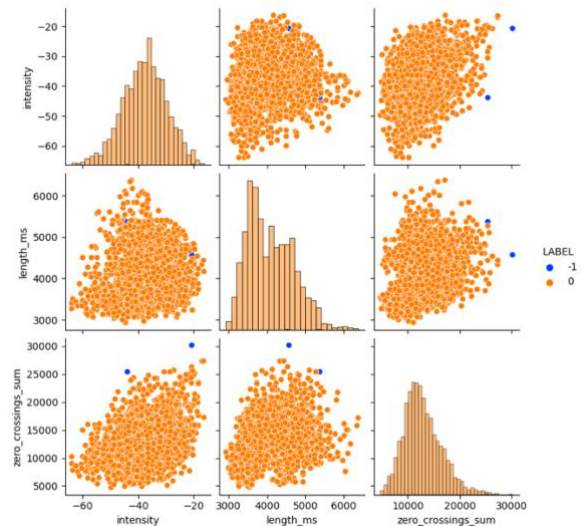 intensity
−20
−30
−40
−50
−60
length_ms
6000
5000
4000
3000
LABEL
-1
0
zero_crossings_sum
30000
25000
20000
15000
10000
5000
−60 −40 −20
3000 4000 5000 6000
10000 20000 30000
intensity
length_ms
zero_crossings_sum